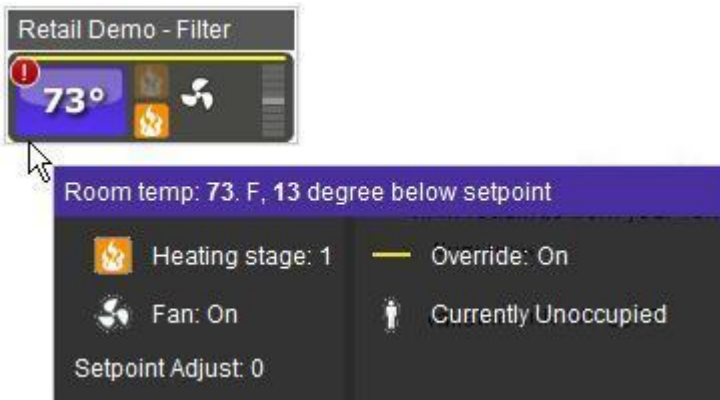 Retail Demo - Filter
73°
Room temp: 73. F, 13 degree below setpoint
Heating stage: 1
Override: On
Fan: On
Currently Unoccupied
Setpoint Adjust: 0